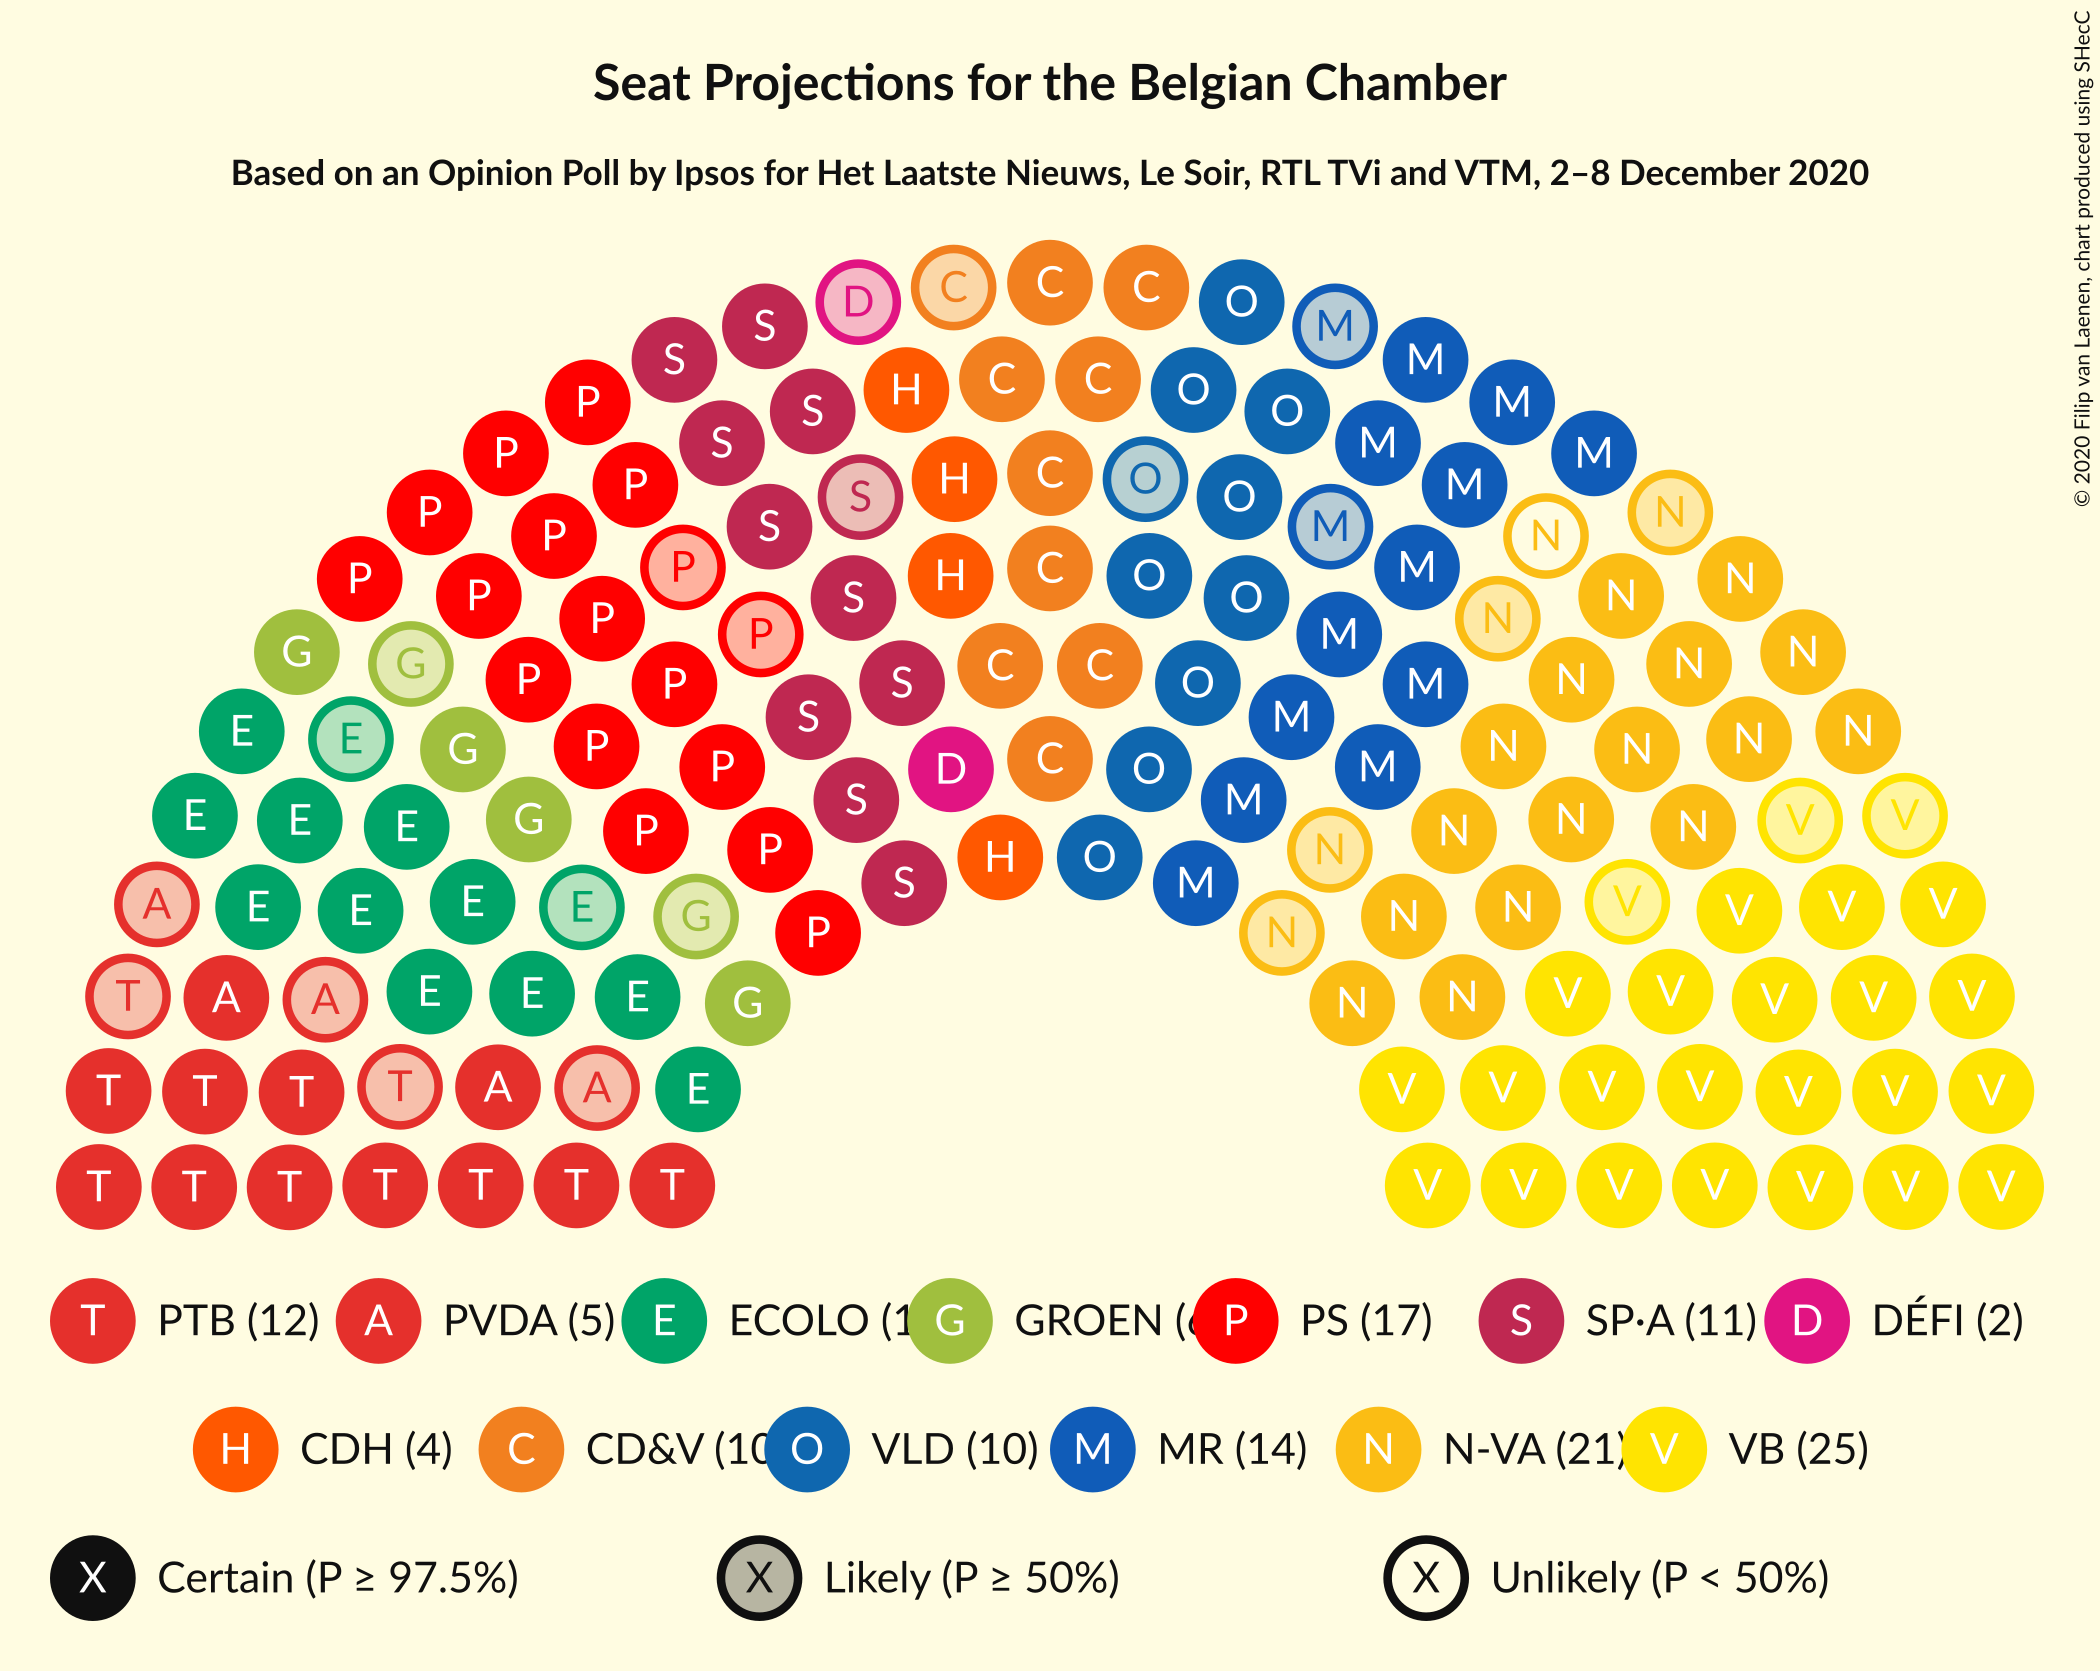 Seat Projections for the Belgian Chamber
Based on an Opinion Poll by Ipsos for Het Laatste Nieuws, Le Soir, RTL TVi and VTM, 2–8 December 2020
© 2020 Filip van Laenen, chart produced using SHecC
C C C O
D M
S M
S H C C O M
P S O M
P S H C O M N
P P S S O M M
P P N
P P S H C O M N
P P O N N
P S M N N
G G P P P S S C C O M M N N N
E E G P P P S D C O M M N N N N
E E E G P P S H O M N N N N V V
A E E E E G P S N N N V V V V
T A A E E E G N N V V V V V
T T T T A A E V V V V V V V
T T T T T T T V V V V V V V
T PTB (12) A PVDA (5) E ECOLO (1 G GROEN ( P PS (17) S SP·A (11) D DÉFI (2)
H CDH (4) C CD&V (10 O VLD (10) M MR (14) N N-VA (21) V VB (25)
X Certain (P ≥ 97.5%) X Likely (P ≥ 50%) X Unlikely (P < 50%)